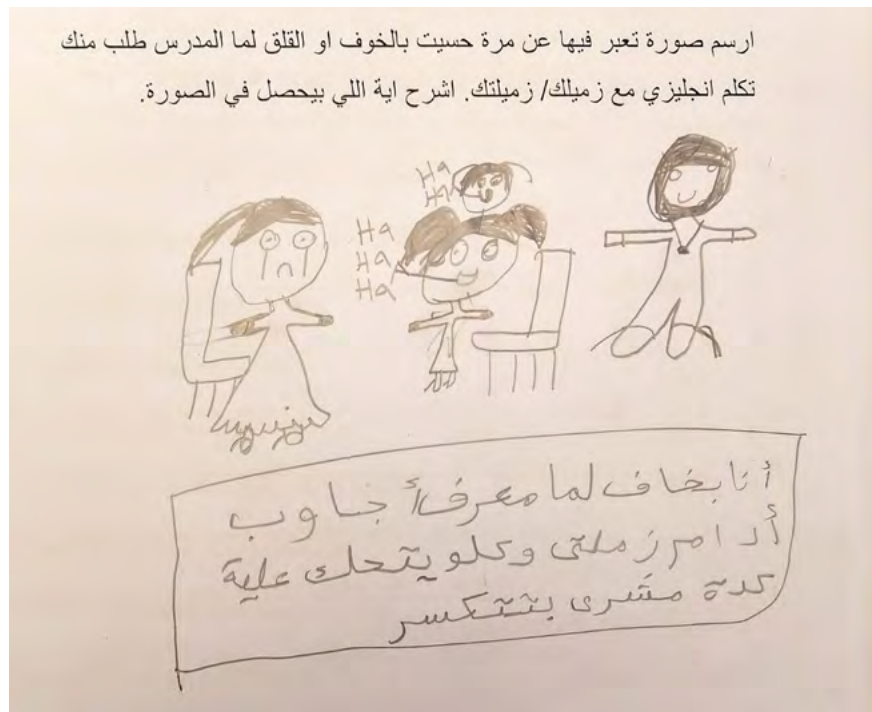 ارسم صورة تعبر فيها عن مرة حسيت بالخوف او القلق لما المدرس طلب منك
تكلم انجليزي مع زميلك/ زميلتك. اشرح اية اللي بيحصل في الصورة.
Ha
Ha
Ha
Ha
Ha
أنا بخاف لما معرف أجاوب
أدامرزملتى وكلو يتحك علية
كدة مشرى بتتكسر